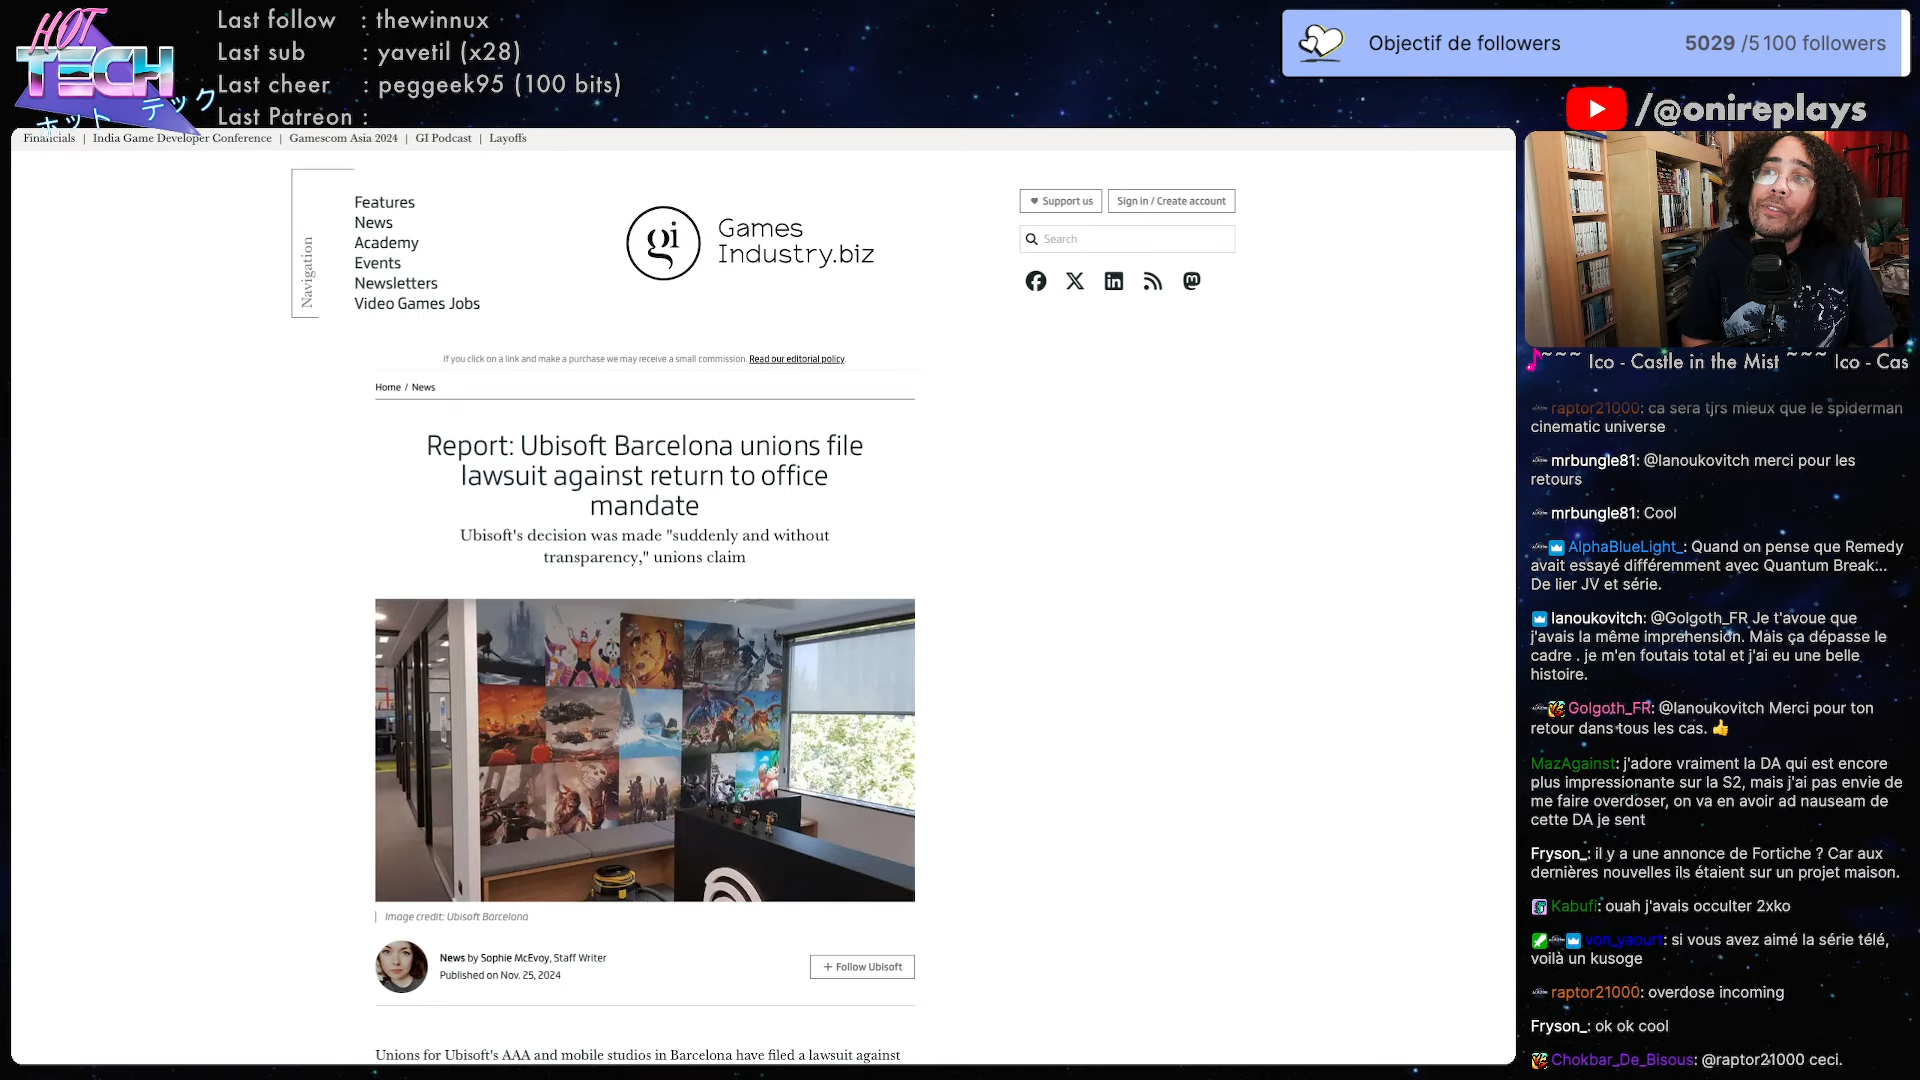 HOT
TECH
ホット テック
Last follow : thewinnux
Last sub : yavetil (x28)
Last cheer : peggeek95 (100 bits)
Last Patreon :
Objectif de followers
5029 /5 100 followers
/@onireplays
Financials | India Game Developer Conference | Gamescom Asia 2024 | GI Podcast | Layoffs
Navigation
Features
News
Academy
Events
Newsletters
Video Games Jobs
gi
Games
Industry.biz
Support us
Sign in / Create account
Search
If you click on a link and make a purchase we may receive a small commission. Read our editorial policy.
Home / News
Report: Ubisoft Barcelona unions file
lawsuit against return to office
mandate
Ubisoft's decision was made "suddenly and without
transparency," unions claim
Image credit: Ubisoft Barcelona
News by Sophie McEvoy, Staff Writer
Published on Nov. 25, 2024
+ Follow Ubisoft
Unions for Ubisoft's AAA and mobile studios in Barcelona have filed a lawsuit against
~~~ Ico - Castle in the Mist ~~~ Ico - Cas
raptor21000: ca sera tjrs mieux que le spiderman
cinematic universe
mrbungle81: @lanoukovitch merci pour les
retours
mrbungle81: Cool
AlphaBlueLight_: Quand on pense que Remedy
avait essayé différemment avec Quantum Break...
De lier JV et série.
lanoukovitch: @Golgoth_FR Je t'avoue que
j'avais la même imprehension. Mais ça dépasse le
cadre . je m'en foutais total et j'ai eu une belle
histoire.
Golgoth_FR: @lanoukovitch Merci pour ton
retour dans tous les cas. 👍
MazAgainst: j'adore vraiment la DA qui est encore
plus impressionante sur la S2, mais j'ai pas envie de
me faire overdoser, on va en avoir ad nauseam de
cette DA je sent
Fryson_: il y a une annonce de Fortiche ? Car aux
dernières nouvelles ils étaient sur un projet maison.
Kabufi: ouah j'avais occulter 2xko
von_yaourt: si vous avez aimé la série télé,
voilà un kusoge
raptor21000: overdose incoming
Fryson_: ok ok cool
Chokbar_De_Bisous: @raptor21000 ceci.